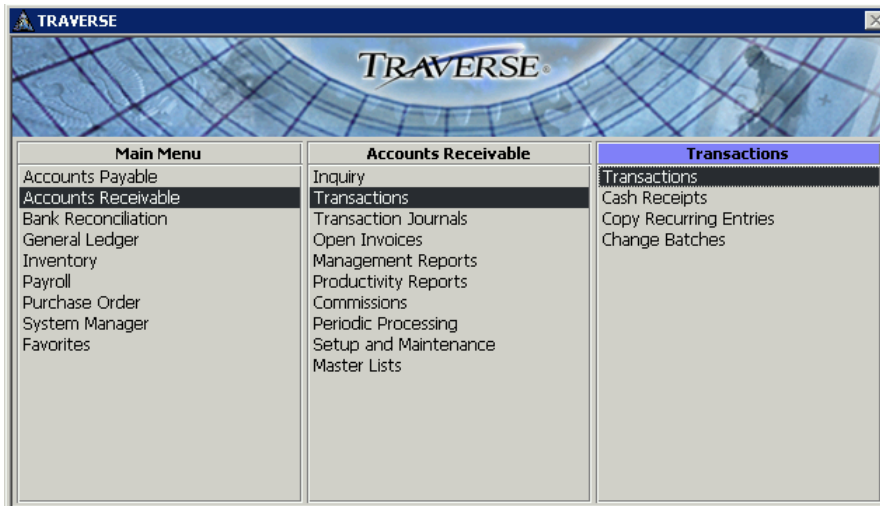 TRAVERSE
TRAVERSE®
Main Menu
Accounts Payable
Accounts Receivable
Bank Reconciliation
General Ledger
Inventory
Payroll
Purchase Order
System Manager
Favorites
Accounts Receivable
Inquiry
Transactions
Transaction Journals
Open Invoices
Management Reports
Productivity Reports
Commissions
Periodic Processing
Setup and Maintenance
Master Lists
Transactions
Transactions
Cash Receipts
Copy Recurring Entries
Change Batches